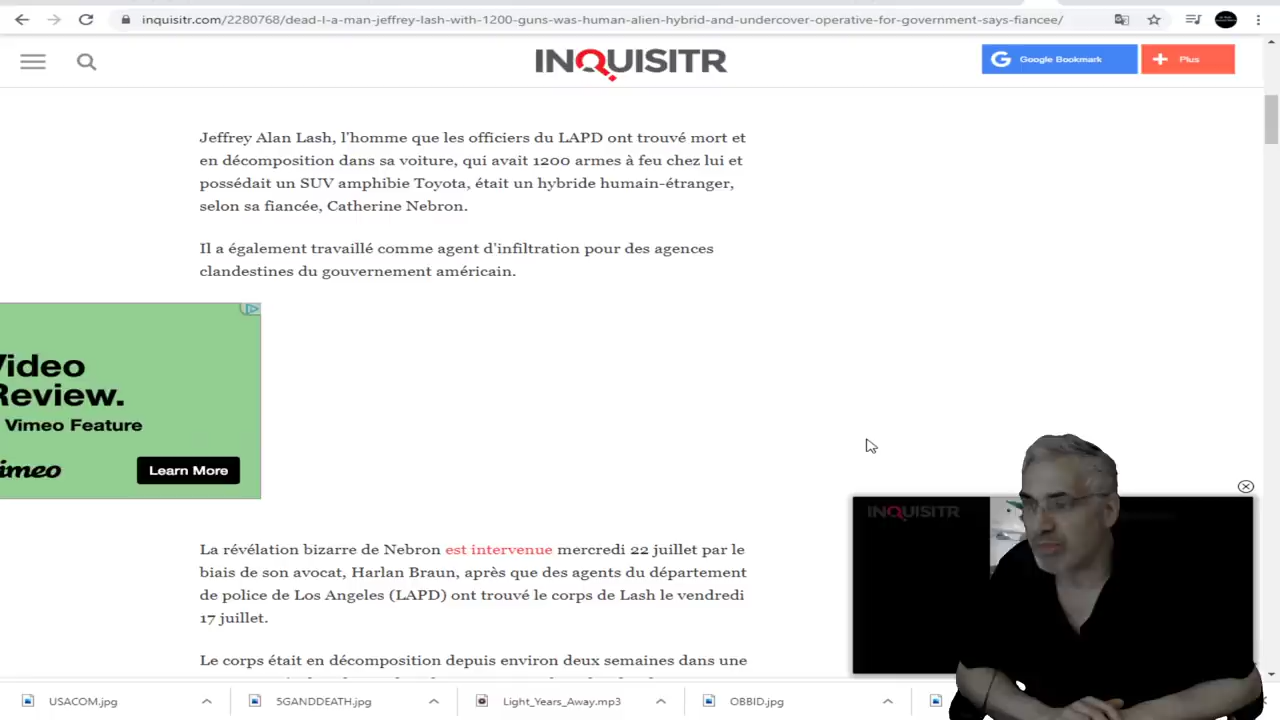 inquisitr.com/2280768/dead-l-a-man-jeffrey-lash-with-1200-guns-was-human-alien-hybrid-and-undercover-operative-for-government-says-fiancee/
INQUISITR
Google Bookmark
Plus
Jeffrey Alan Lash, l'homme que les officiers du LAPD ont trouvé mort et
en décomposition dans sa voiture, qui avait 1200 armes à feu chez lui et
possédait un SUV amphibie Toyota, était un hybride humain-étranger,
selon sa fiancée, Catherine Nebron.
Il a également travaillé comme agent d'infiltration pour des agences
clandestines du gouvernement américain.
Video
Review.
Vimeo Feature
vimeo
Learn More
INQUISITR
La révélation bizarre de Nebron est intervenue mercredi 22 juillet par le
biais de son avocat, Harlan Braun, après que des agents du département
de police de Los Angeles (LAPD) ont trouvé le corps de Lash le vendredi
17 juillet.
Le corps était en décomposition depuis environ deux semaines dans une
USACOM.jpg
5GANDDEATH.jpg
Light_Years_Away.mp3
OBBID.jpg